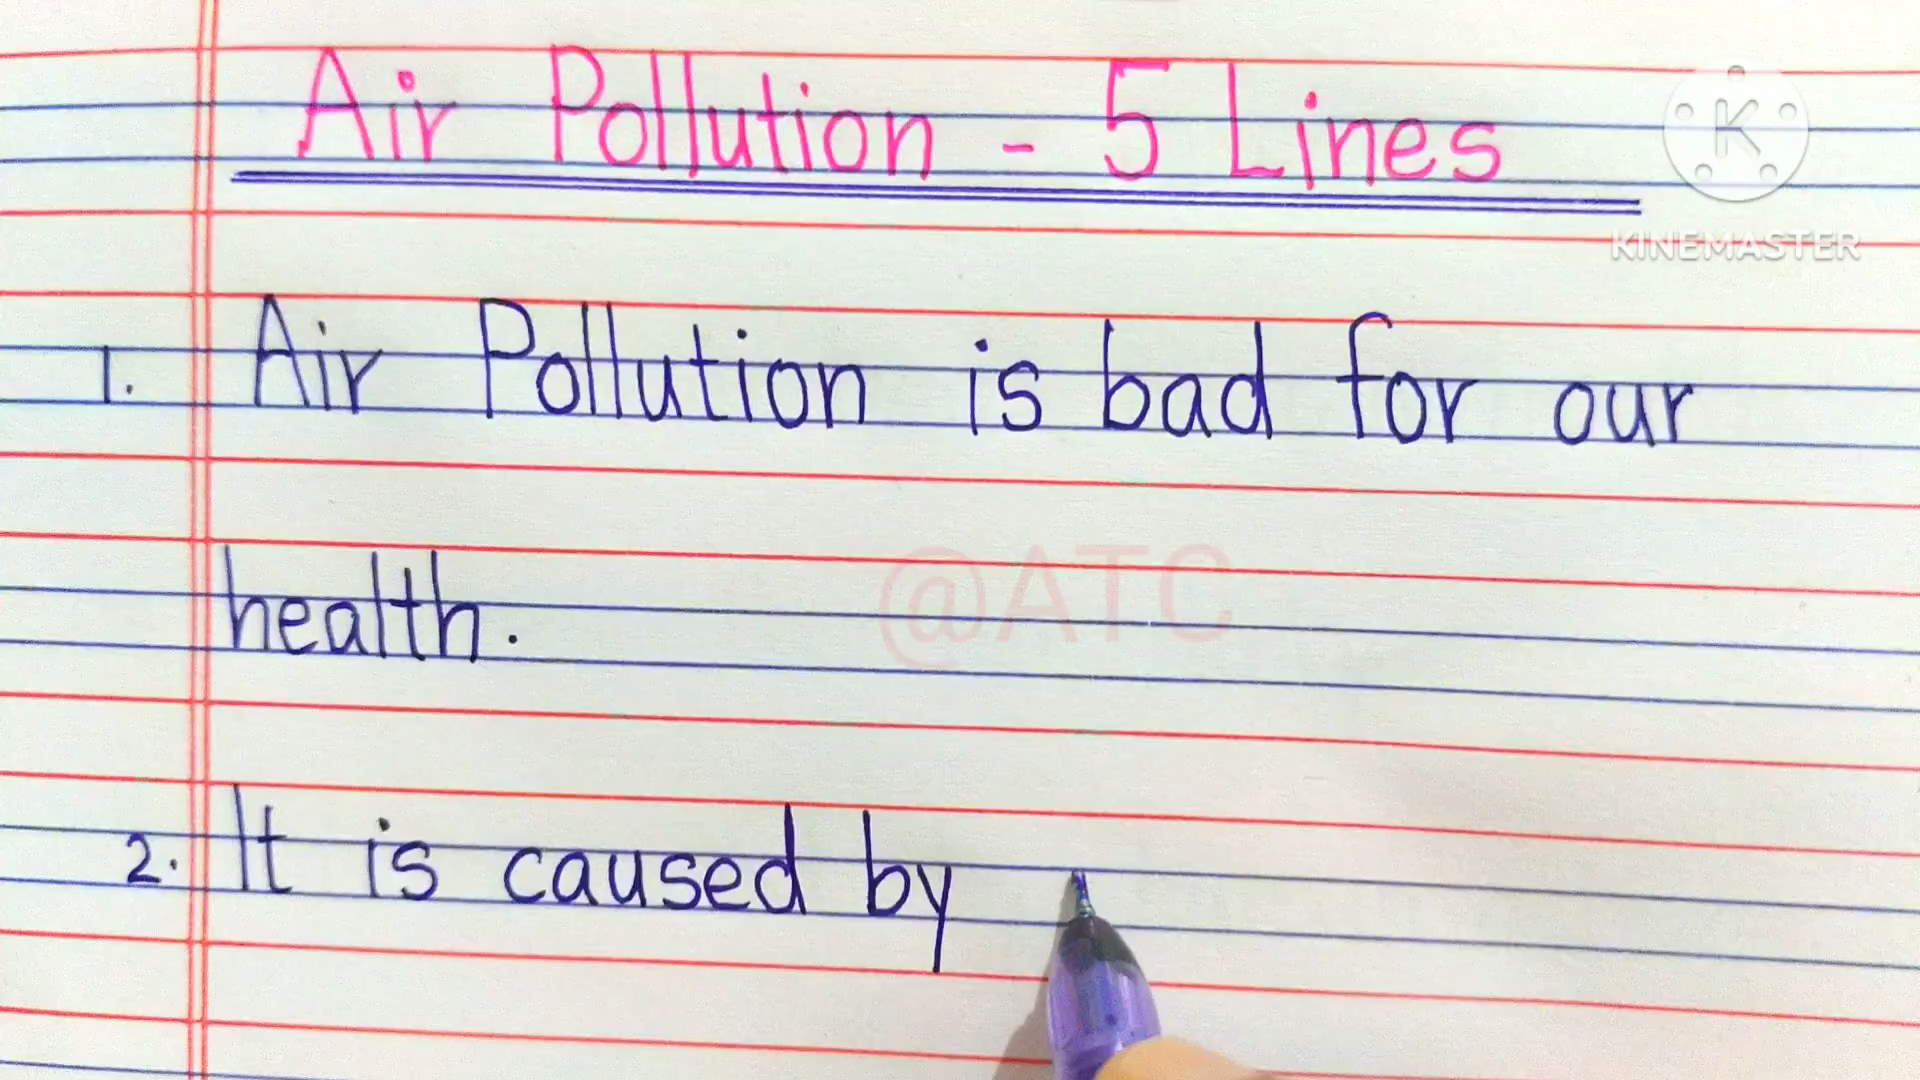 Air Pollution - 5 Lines
K
KINEMASTER
1. Air Pollution is bad for our
health.
@ATC
2. It is caused by